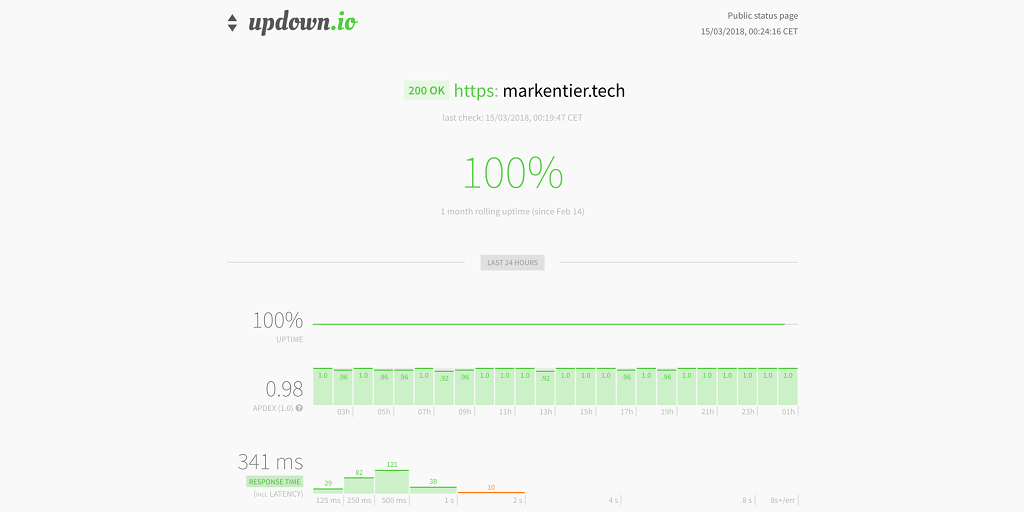 updown.io
Public status page
15/03/2018, 00:24:16 CET
200 OK https: markentier.tech
last check: 15/03/2018, 00:19:47 CET
100%
1 month rolling uptime (since Feb 14)
LAST 24 HOURS
100%
UPTIME
1.0 .96 1.0 .96 .96 1.0 .92 .96 1.0 1.0 1.0 .92 1.0 1.0 1.0 .96 1.0 .96 1.0 1.0 1.0 1.0 1.0 1.0
0.98
APDEX (1.0) ?
03h 05h 07h 09h 11h 13h 15h 17h 19h 21h 23h 01h
341 ms
RESPONSE TIME
(incl. LATENCY)
29 82 121 38 10
125 ms 250 ms 500 ms 1 s 2 s 4 s 8 s 8s+/err